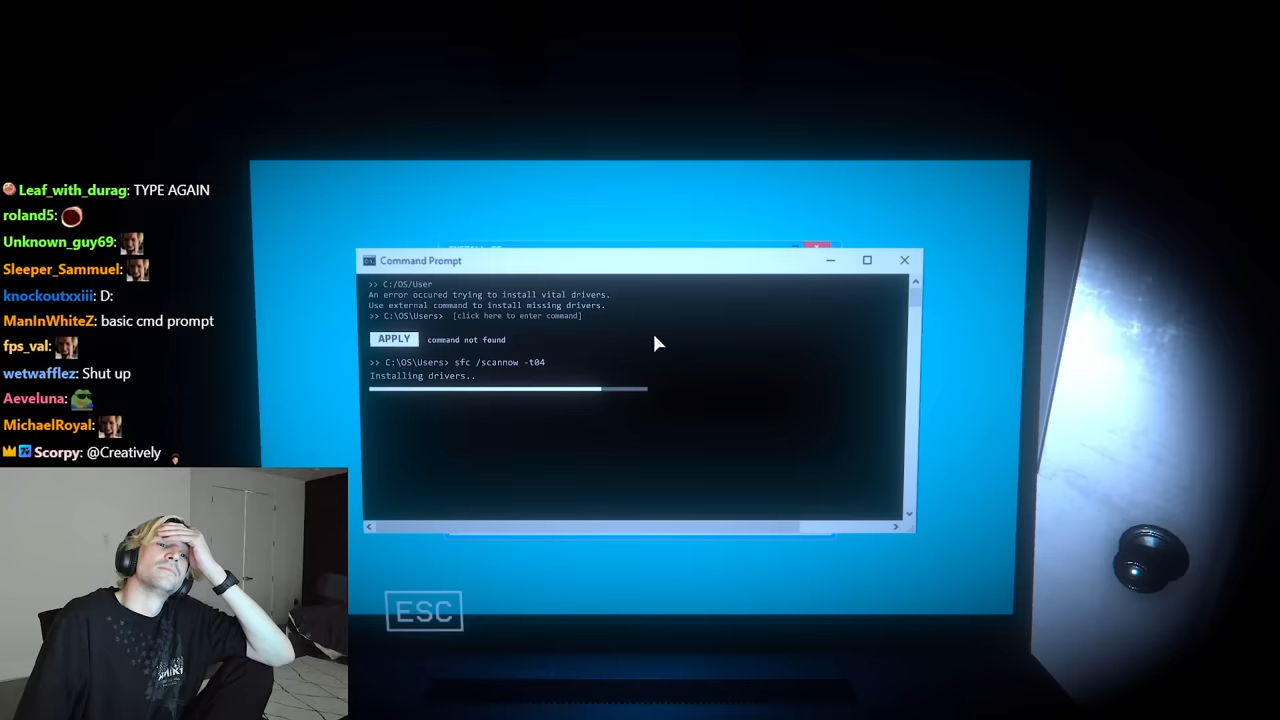 Leaf_with_durag: TYPE AGAIN
roland5:
Unknown_guy69:
Sleeper_Sammuel:
knockoutxxiii: D:
ManInWhiteZ: basic cmd prompt
fps_val:
wetwafflez: Shut up
Aeveluna:
MichaelRoyal:
Scorpy: @Creatively
Command Prompt
>> C:/OS/User
An error occured trying to install vital drivers.
Use external command to install missing drivers.
>> C:\OS\Users> [click here to enter command]
APPLY command not found
>> C:\OS\Users> sfc /scannow -t04
Installing drivers..
ESC